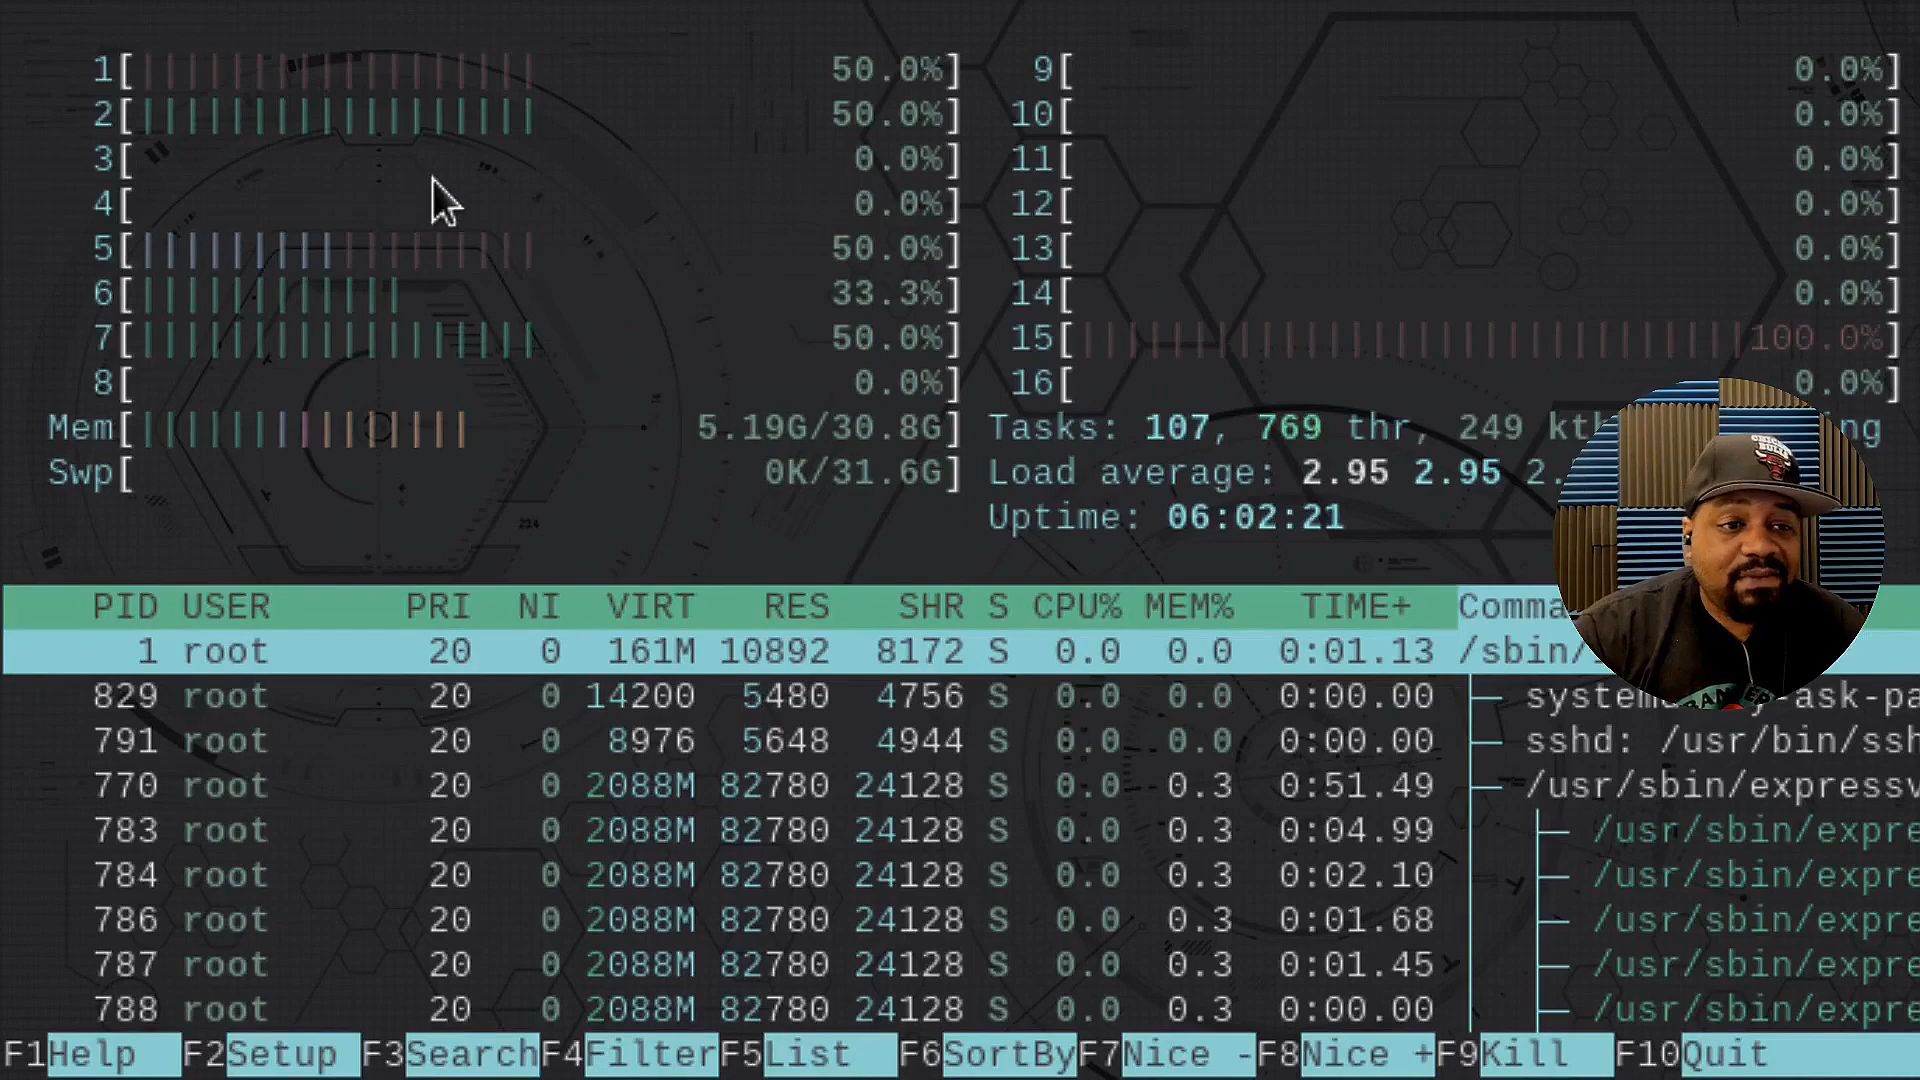 1[ 50.0%] 9[ 0.0%]
2[ 50.0%] 10[ 0.0%]
3[ 0.0%] 11[ 0.0%]
4[ 0.0%] 12[ 0.0%]
5[ 50.0%] 13[ 0.0%]
6[ 33.3%] 14[ 0.0%]
7[ 50.0%] 15[ 100.0%]
8[ 0.0%] 16[ 0.0%]
Mem[ 5.19G/30.8G] Tasks: 107, 769 thr, 249 kth ng
Swp[ 0K/31.6G] Load average: 2.95 2.95 2.
Uptime: 06:02:21
PID USER PRI NI VIRT RES SHR S CPU% MEM% TIME+ Comma
1 root 20 0 161M 10892 8172 S 0.0 0.0 0:01.13 /sbin/
829 root 20 0 14200 5480 4756 S 0.0 0.0 0:00.00 system y-ask-pa
791 root 20 0 8976 5648 4944 S 0.0 0.0 0:00.00 sshd: /usr/bin/ssh
770 root 20 0 2088M 82780 24128 S 0.0 0.3 0:51.49 /usr/sbin/expressv
783 root 20 0 2088M 82780 24128 S 0.0 0.3 0:04.99 /usr/sbin/expre
784 root 20 0 2088M 82780 24128 S 0.0 0.3 0:02.10 /usr/sbin/expre
786 root 20 0 2088M 82780 24128 S 0.0 0.3 0:01.68 /usr/sbin/expre
787 root 20 0 2088M 82780 24128 S 0.0 0.3 0:01.45 /usr/sbin/expre
788 root 20 0 2088M 82780 24128 S 0.0 0.3 0:00.00 /usr/sbin/expre
F1Help F2Setup F3Search F4Filter F5List F6SortBy F7Nice - F8Nice + F9Kill F10Quit
CHICAGO
BULLS